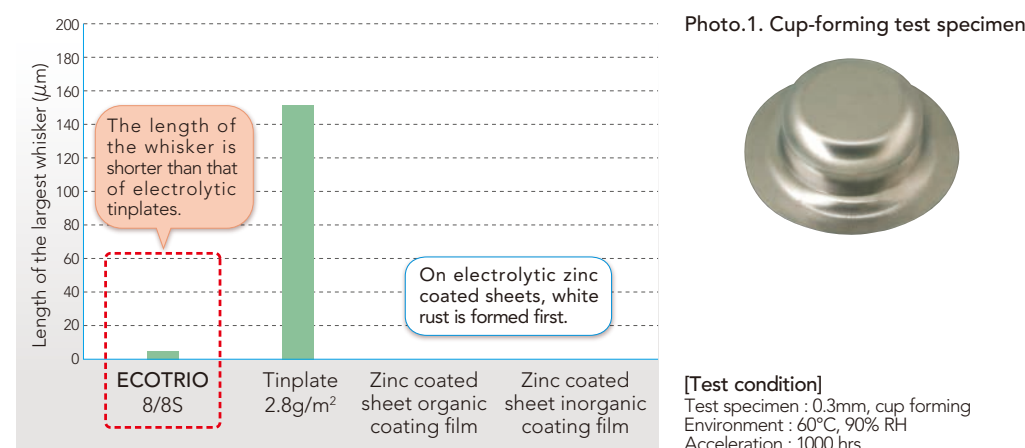 Photo.1. Cup-forming test specimen
Length of the largest whisker (μm)
200
180
160
140
120
100
80
60
40
20
0
The length of
the whisker is
shorter than that
of electrolytic
tinplates.
On electrolytic zinc
coated sheets, white
rust is formed first.
ECOTRIO
8/8S
Tinplate
2.8g/m²
Zinc coated
sheet organic
coating film
Zinc coated
sheet inorganic
coating film
[Test condition]
Test specimen : 0.3mm, cup forming
Environment : 60°C, 90% RH
Acceleration : 1000 hrs